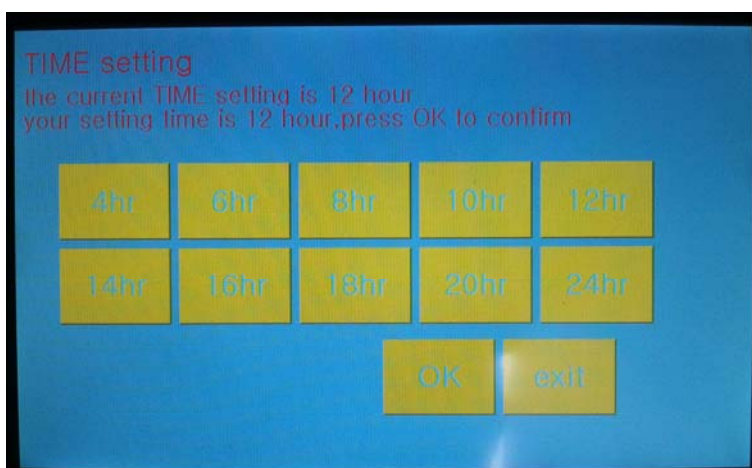 TIME setting
the current TIME setting is 12 hour
your setting time is 12 hour,press OK to confirm
4hr 6hr 8hr 10hr 12hr
14hr 16hr 18hr 20hr 24hr
OK exit